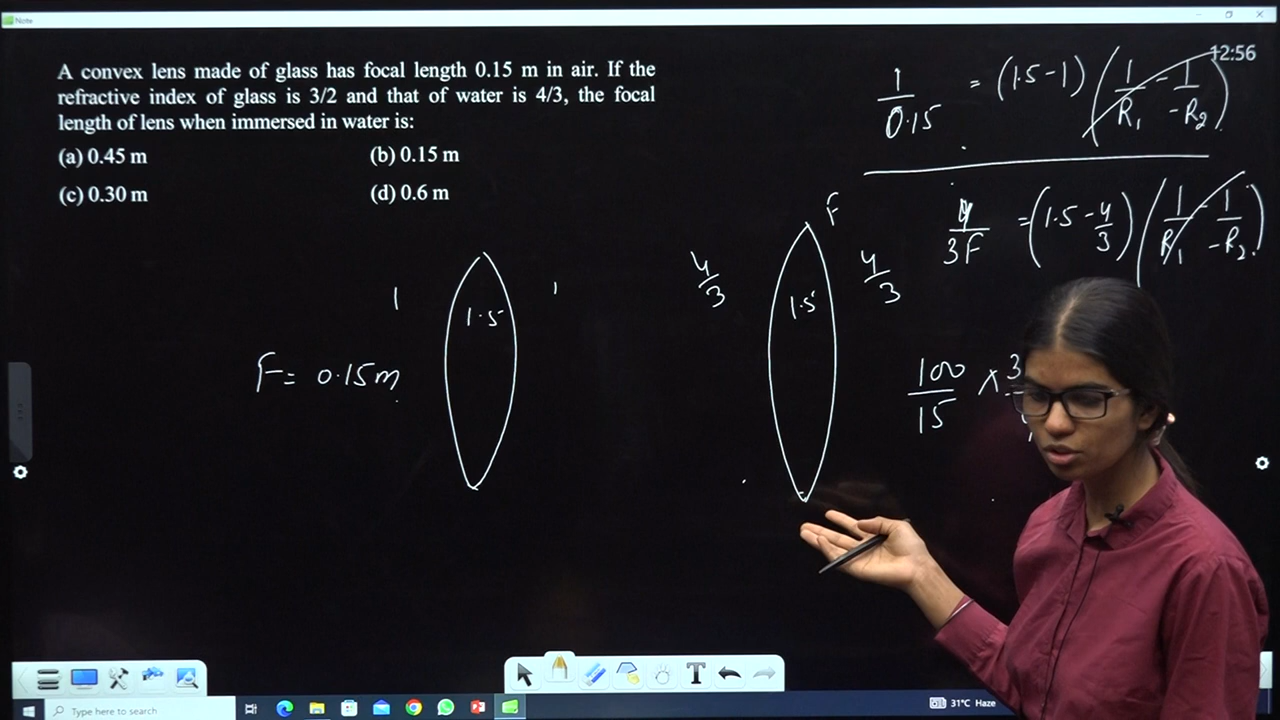 Note
12:56
A convex lens made of glass has focal length 0.15 m in air. If the
refractive index of glass is 3/2 and that of water is 4/3, the focal
length of lens when immersed in water is:
(a) 0.45 m (b) 0.15 m
(c) 0.30 m (d) 0.6 m
1/0.15 = (1.5 - 1) (1/R₁ - 1/-R₂)
4/3F = (1.5 - 4/3) (1/R₁ - 1/-R₂)
F
4/3 1.5 4/3
1 1.5 1
F = 0.15m
100/15 × 3
Type here to search
31°C Haze